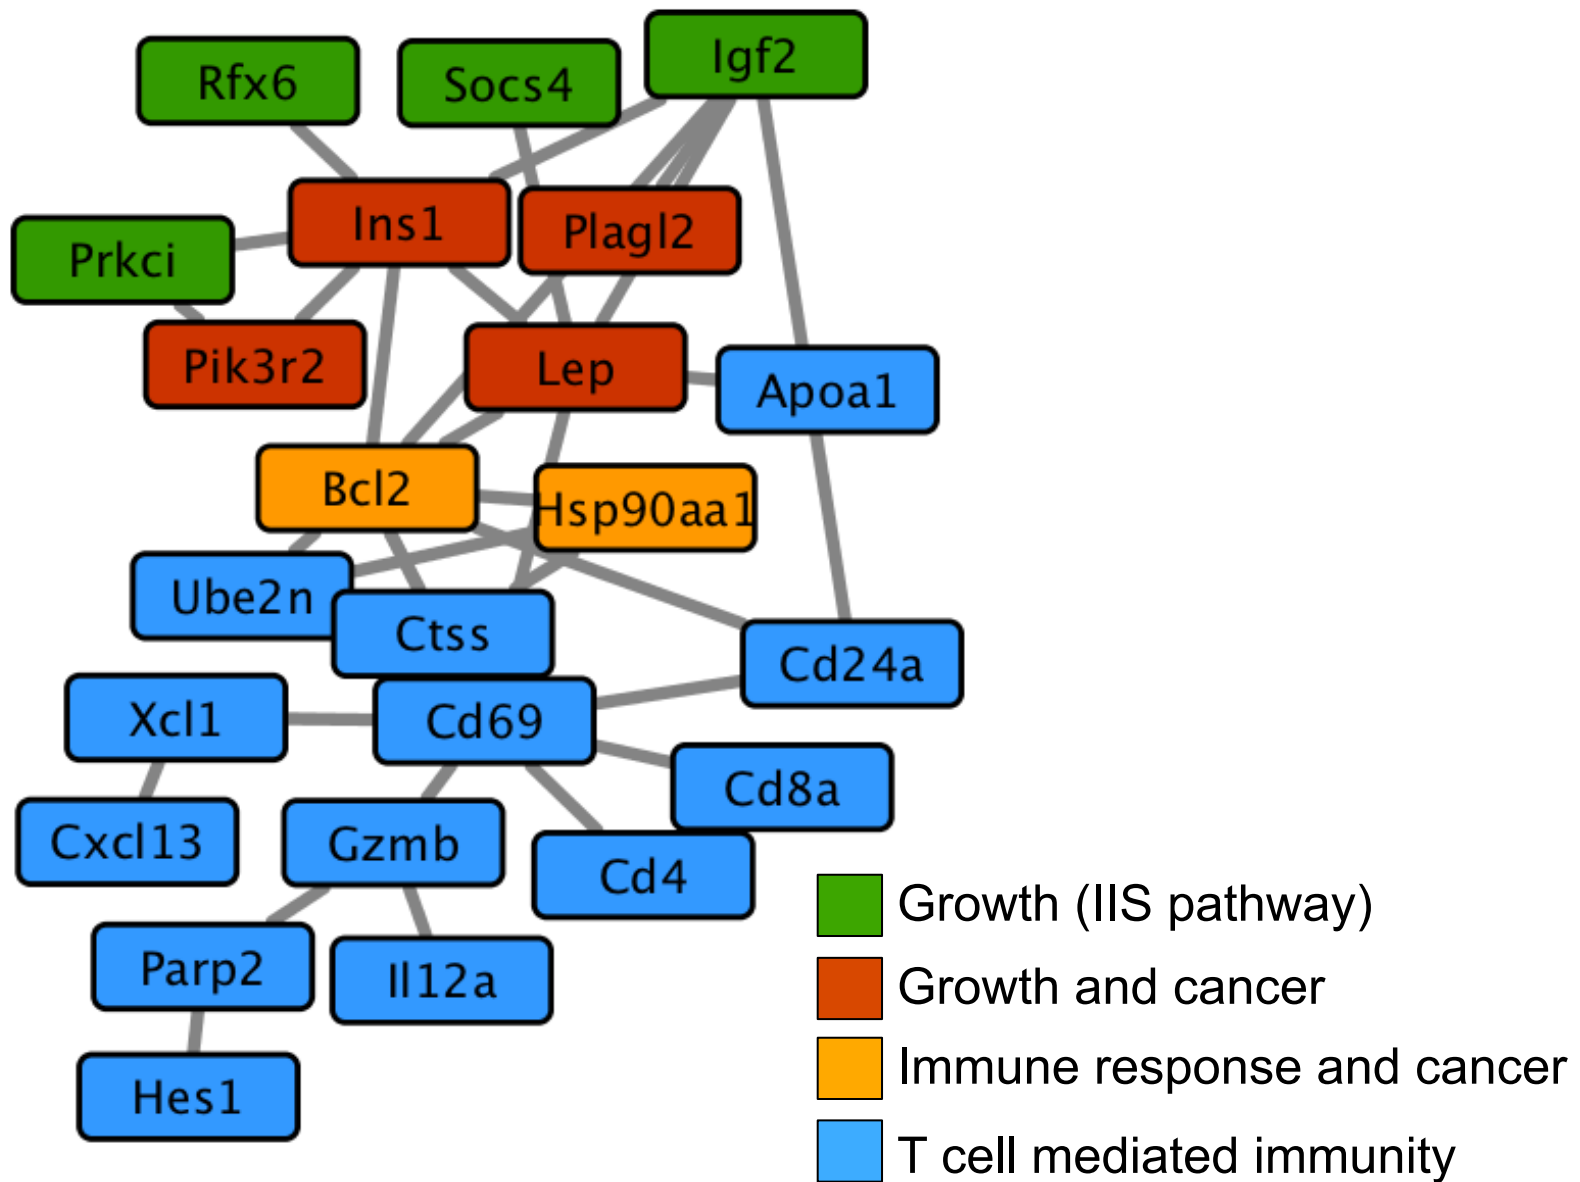 Igf2
Rfx6
Socs4
Ins1
Plagl2
Prkci
Pik3r2
Lep
Apoa1
Bcl2
Hsp90aa1
Ube2n
Ctss
Cd24a
Xcl1
Cd69
Cd8a
Cxcl13
Gzmb
Cd4
Growth (IIS pathway)
Parp2
Il12a
Growth and cancer
Immune response and cancer
Hes1
T cell mediated immunity